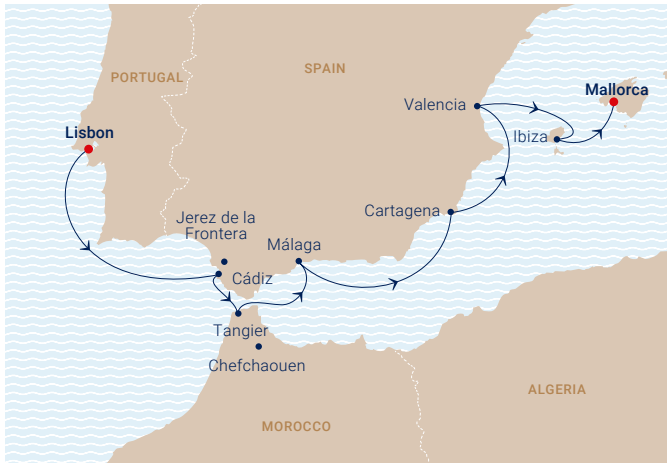 PORTUGAL
SPAIN
Mallorca
Valencia
Lisbon
Ibiza
Cartagena
Jerez de la
Frontera
Málaga
Cádiz
Tangier
Chefchaouen
ALGERIA
MOROCCO